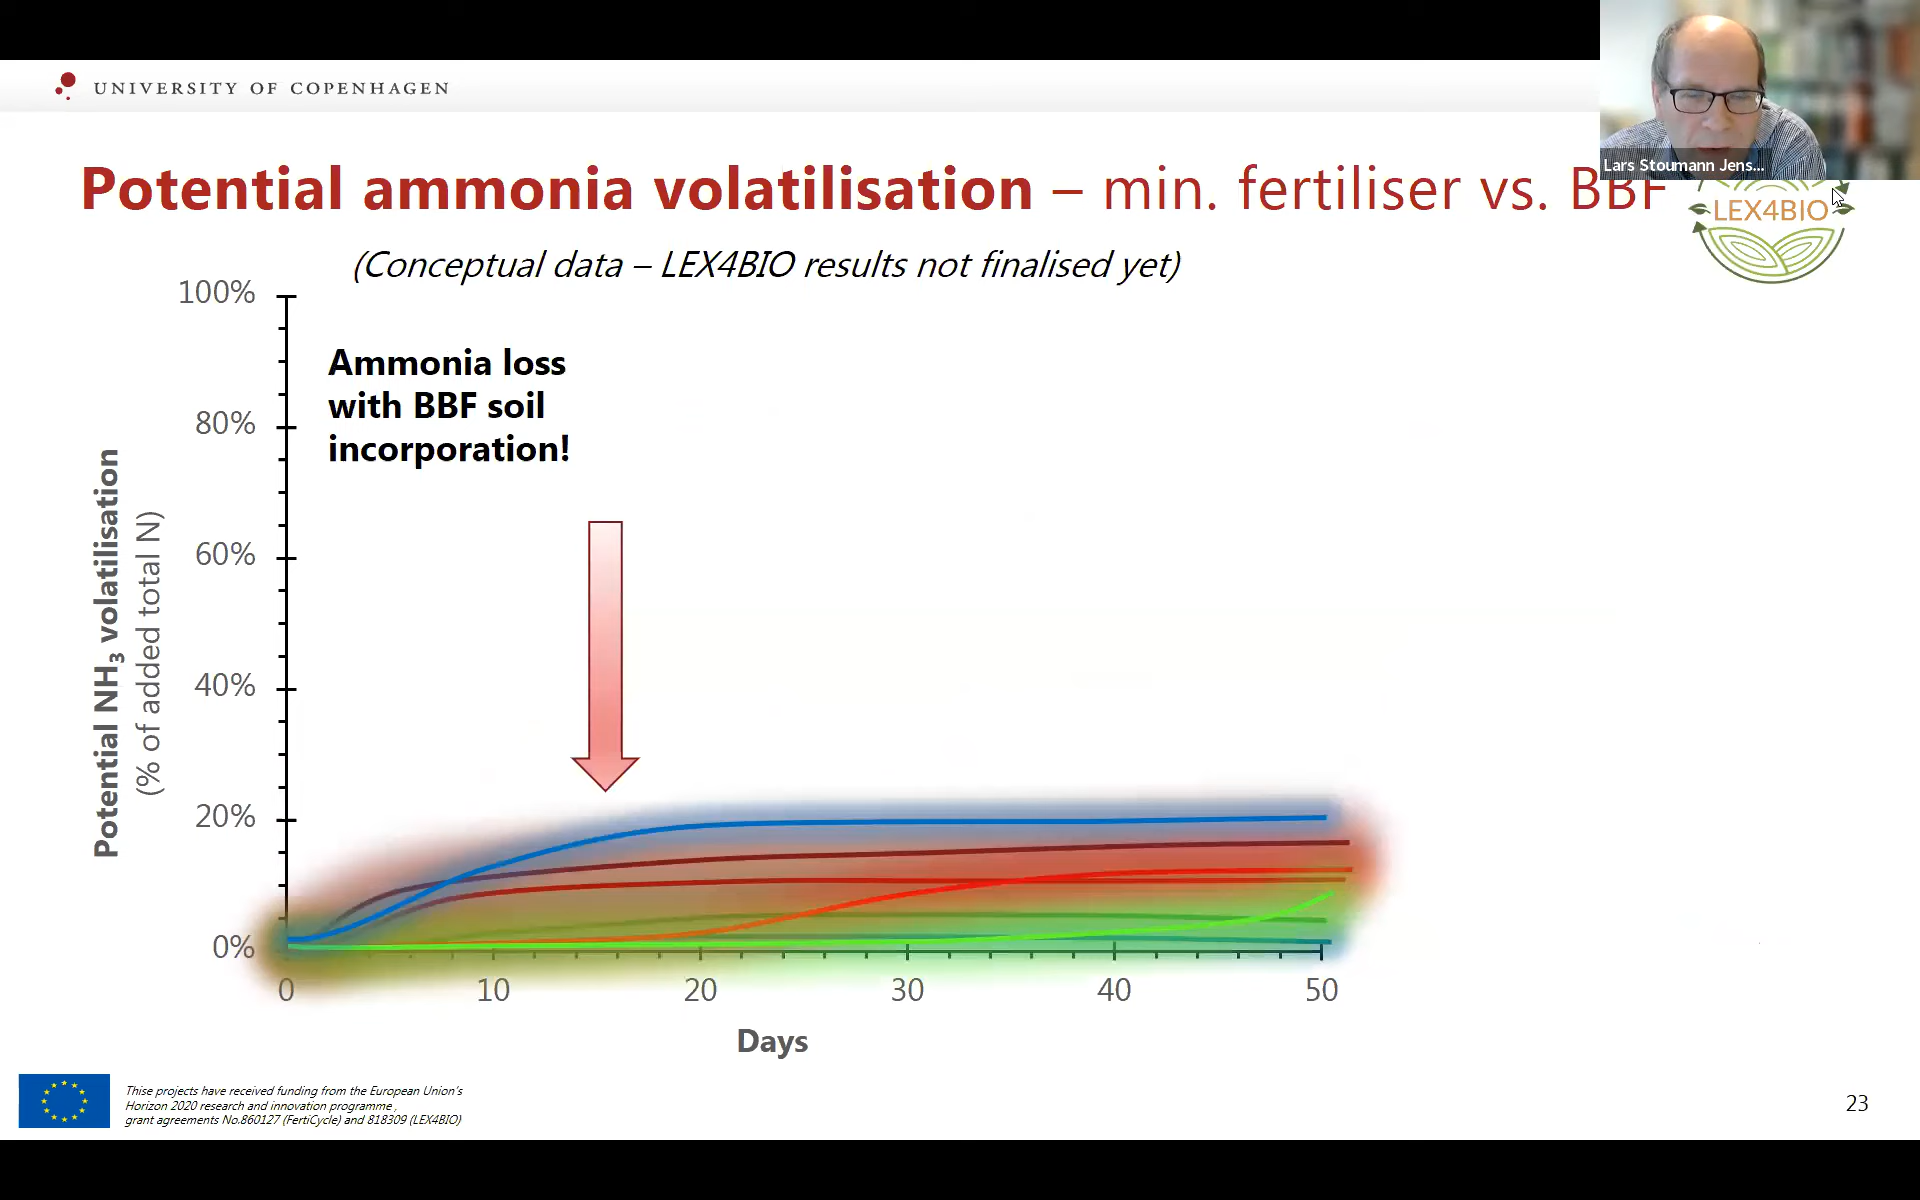 UNIVERSITY OF COPENHAGEN
Lars Stoumann Jens...
Potential ammonia volatilisation – min. fertiliser vs. BBF
LEX4BIO
(Conceptual data – LEX4BIO results not finalised yet)
100%
80%
60%
40%
20%
0%
Potential NH₃ volatilisation
(% of added total N)
Ammonia loss
with BBF soil
incorporation!
0 10 20 30 40 50
Days
Thise projects have received funding from the European Union's
Horizon 2020 research and innovation programme ,
grant agreements No.860127 (FertiCycle) and 818309 (LEX4BIO)
23